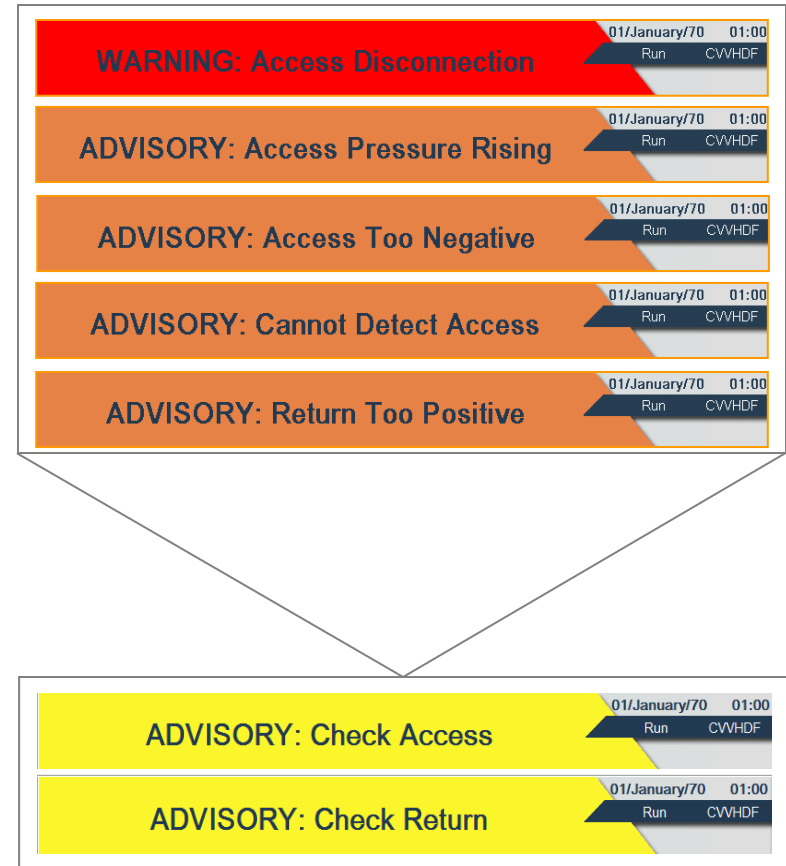 01/January/70 01:00
WARNING: Access Disconnection
Run CVVHDF
01/January/70 01:00
ADVISORY: Access Pressure Rising
Run CVVHDF
01/January/70 01:00
ADVISORY: Access Too Negative
Run CVVHDF
01/January/70 01:00
ADVISORY: Cannot Detect Access
Run CVVHDF
01/January/70 01:00
ADVISORY: Return Too Positive
Run CVVHDF
01/January/70 01:00
ADVISORY: Check Access
Run CVVHDF
01/January/70 01:00
ADVISORY: Check Return
Run CVVHDF